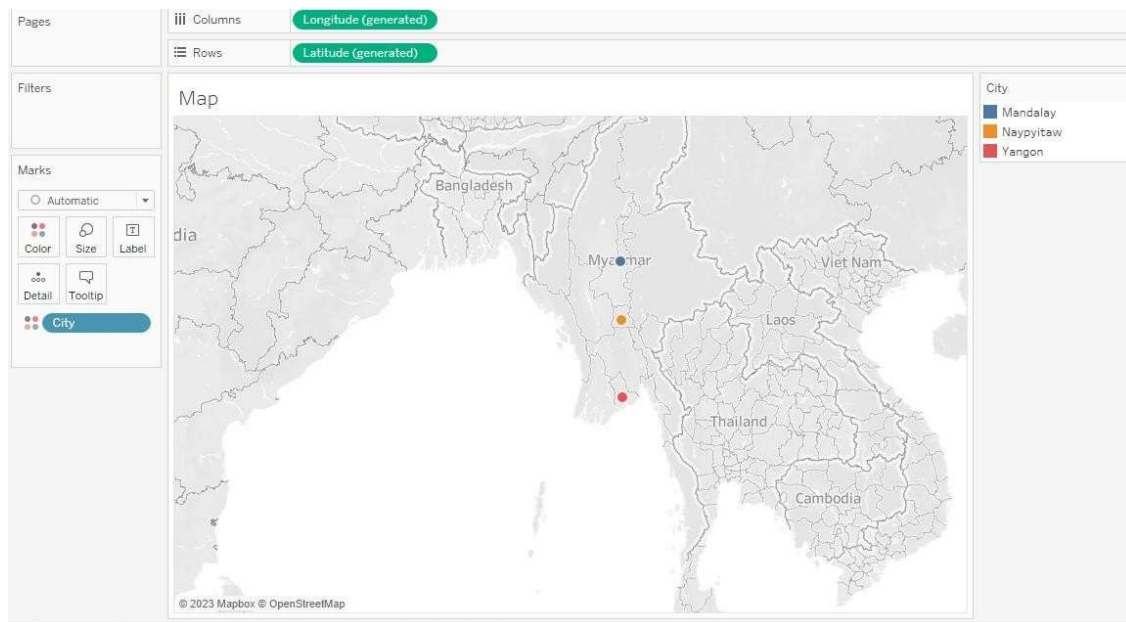 Pages
Columns
Longitude (generated)
Rows
Latitude (generated)
Filters
Marks
Automatic
Color
Size
Label
Detail
Tooltip
City
Map
Bangladesh
dia
Myanmar
Viet Nam
Laos
Thailand
Cambodia
© 2023 Mapbox © OpenStreetMap
City
Mandalay
Naypyitaw
Yangon